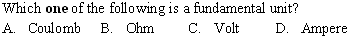 Which one of the following is a fundamental unit?
A. Coulomb B. Ohm C. Volt D. Ampere